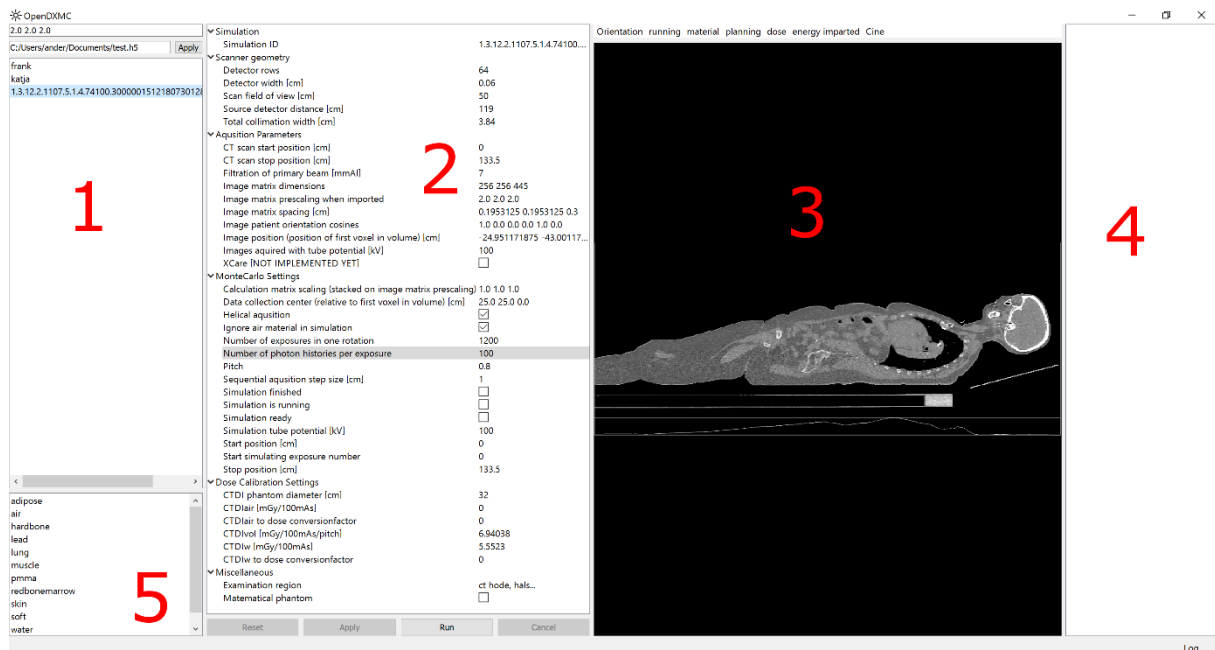 OpenDXMC
2.0 2.0 2.0
C:/Users/ander/Documents/test.h5 Apply
frank
katja
1.3.12.2.1107.5.1.4.74100.3000001512180730128
1
Simulation
Simulation ID 1.3.12.2.1107.5.1.4.74100....
Scanner geometry
Detector rows 64
Detector width [cm] 0.06
Scan field of view [cm] 50
Source detector distance [cm] 119
Total collimation width [cm] 3.84
Aqusition Parameters
CT scan start position [cm] 0
CT scan stop position [cm] 133.5
Filtration of primary beam [mmAl] 7
Image matrix dimensions 256 256 445
Image matrix prescaling when imported 2.0 2.0 2.0
Image matrix spacing [cm] 0.1953125 0.1953125 0.3
Image patient orientation cosines 1.0 0.0 0.0 0.0 1.0 0.0
Image position (position of first voxel in volume) [cm] -24.951171875 -43.00117...
Images aquired with tube potential [kV] 100
XCare [NOT IMPLEMENTED YET]
MonteCarlo Settings
Calculation matrix scaling (stacked on image matrix prescaling) 1.0 1.0 1.0
Data collection center (relative to first voxel in volume) [cm] 25.0 25.0 0.0
Helical aqusition
Ignore air material in simulation
Number of exposures in one rotation 1200
Number of photon histories per exposure 100
Pitch 0.8
Sequential aqusition step size [cm] 1
Simulation finished
Simulation is running
Simulation ready
Simulation tube potential [kV] 100
Start position [cm] 0
Start simulating exposure number 0
Stop position [cm] 133.5
Dose Calibration Settings
CTDI phantom diameter [cm] 32
CTDIair [mGy/100mAs] 0
CTDIair to dose conversionfactor 0
CTDIvol [mGy/100mAs/pitch] 6.94038
CTDIw [mGy/100mAs] 5.5523
CTDIw to dose conversionfactor 0
Miscellaneous
Examination region ct hode, hals...
Matematical phantom
2
Reset Apply Run Cancel
Orientation running material planning dose energy imparted Cine
3
4
adipose
air
hardbone
lead
lung
muscle
pmma
redbonemarrow
skin
soft
water
5
Log